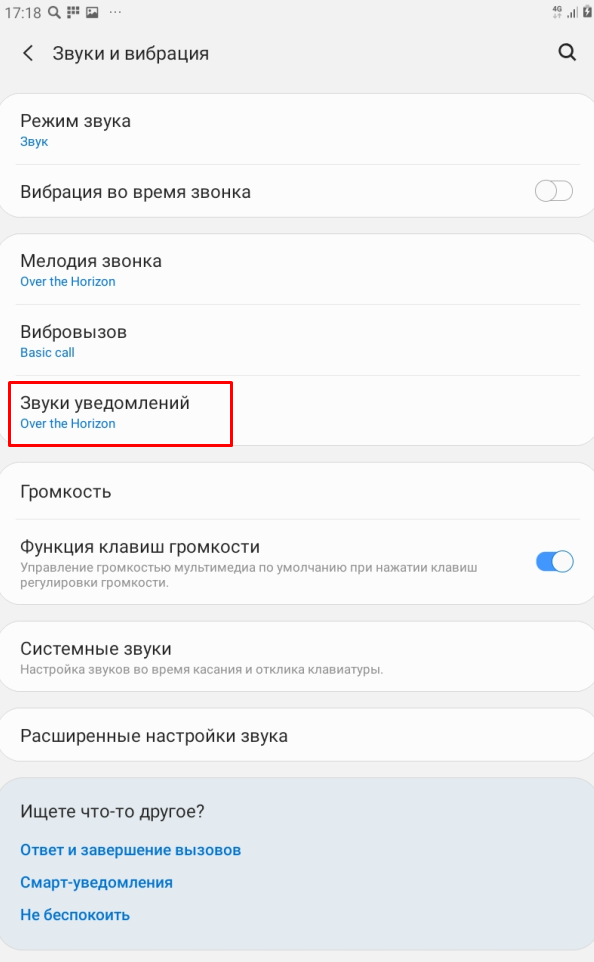 17:18 4G
Звуки и вибрация
Режим звука
Звук
Вибрация во время звонка
Мелодия звонка
Over the Horizon
Вибровызов
Basic call
Звуки уведомлений
Over the Horizon
Громкость
Функция клавиш громкости
Управление громкостью мультимедиа по умолчанию при нажатии клавиш
регулировки громкости.
Системные звуки
Настройка звуков во время касания и отклика клавиатуры.
Расширенные настройки звука
Ищете что-то другое?
Ответ и завершение вызовов
Смарт-уведомления
Не беспокоить